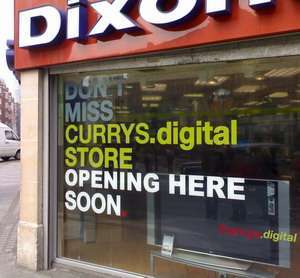 Dixon
DON'T
MISS
CURRYS.digital
STORE
OPENING HERE
SOON.
Currys.digital